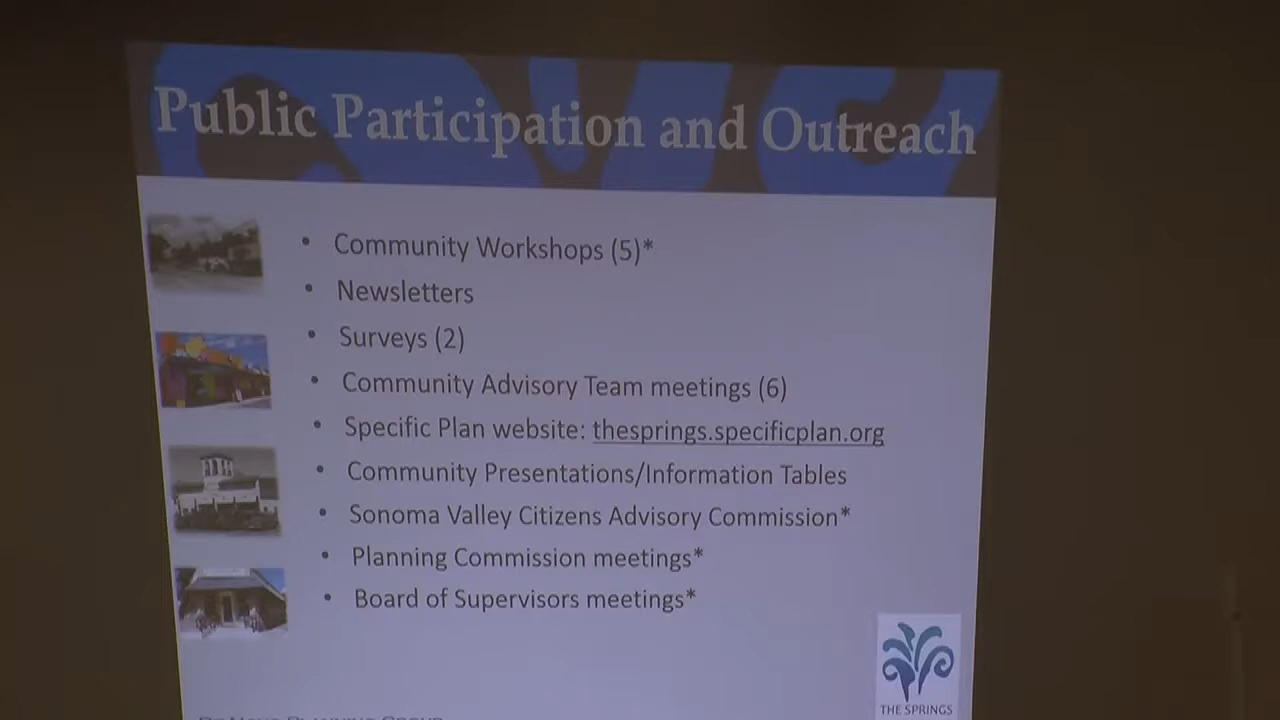 Public Participation and Outreach
• Community Workshops (5)*
• Newsletters
• Surveys (2)
• Community Advisory Team meetings (6)
• Specific Plan website: thesprings.specificplan.org
• Community Presentations/Information Tables
• Sonoma Valley Citizens Advisory Commission*
• Planning Commission meetings*
• Board of Supervisors meetings*
THE SPRINGS